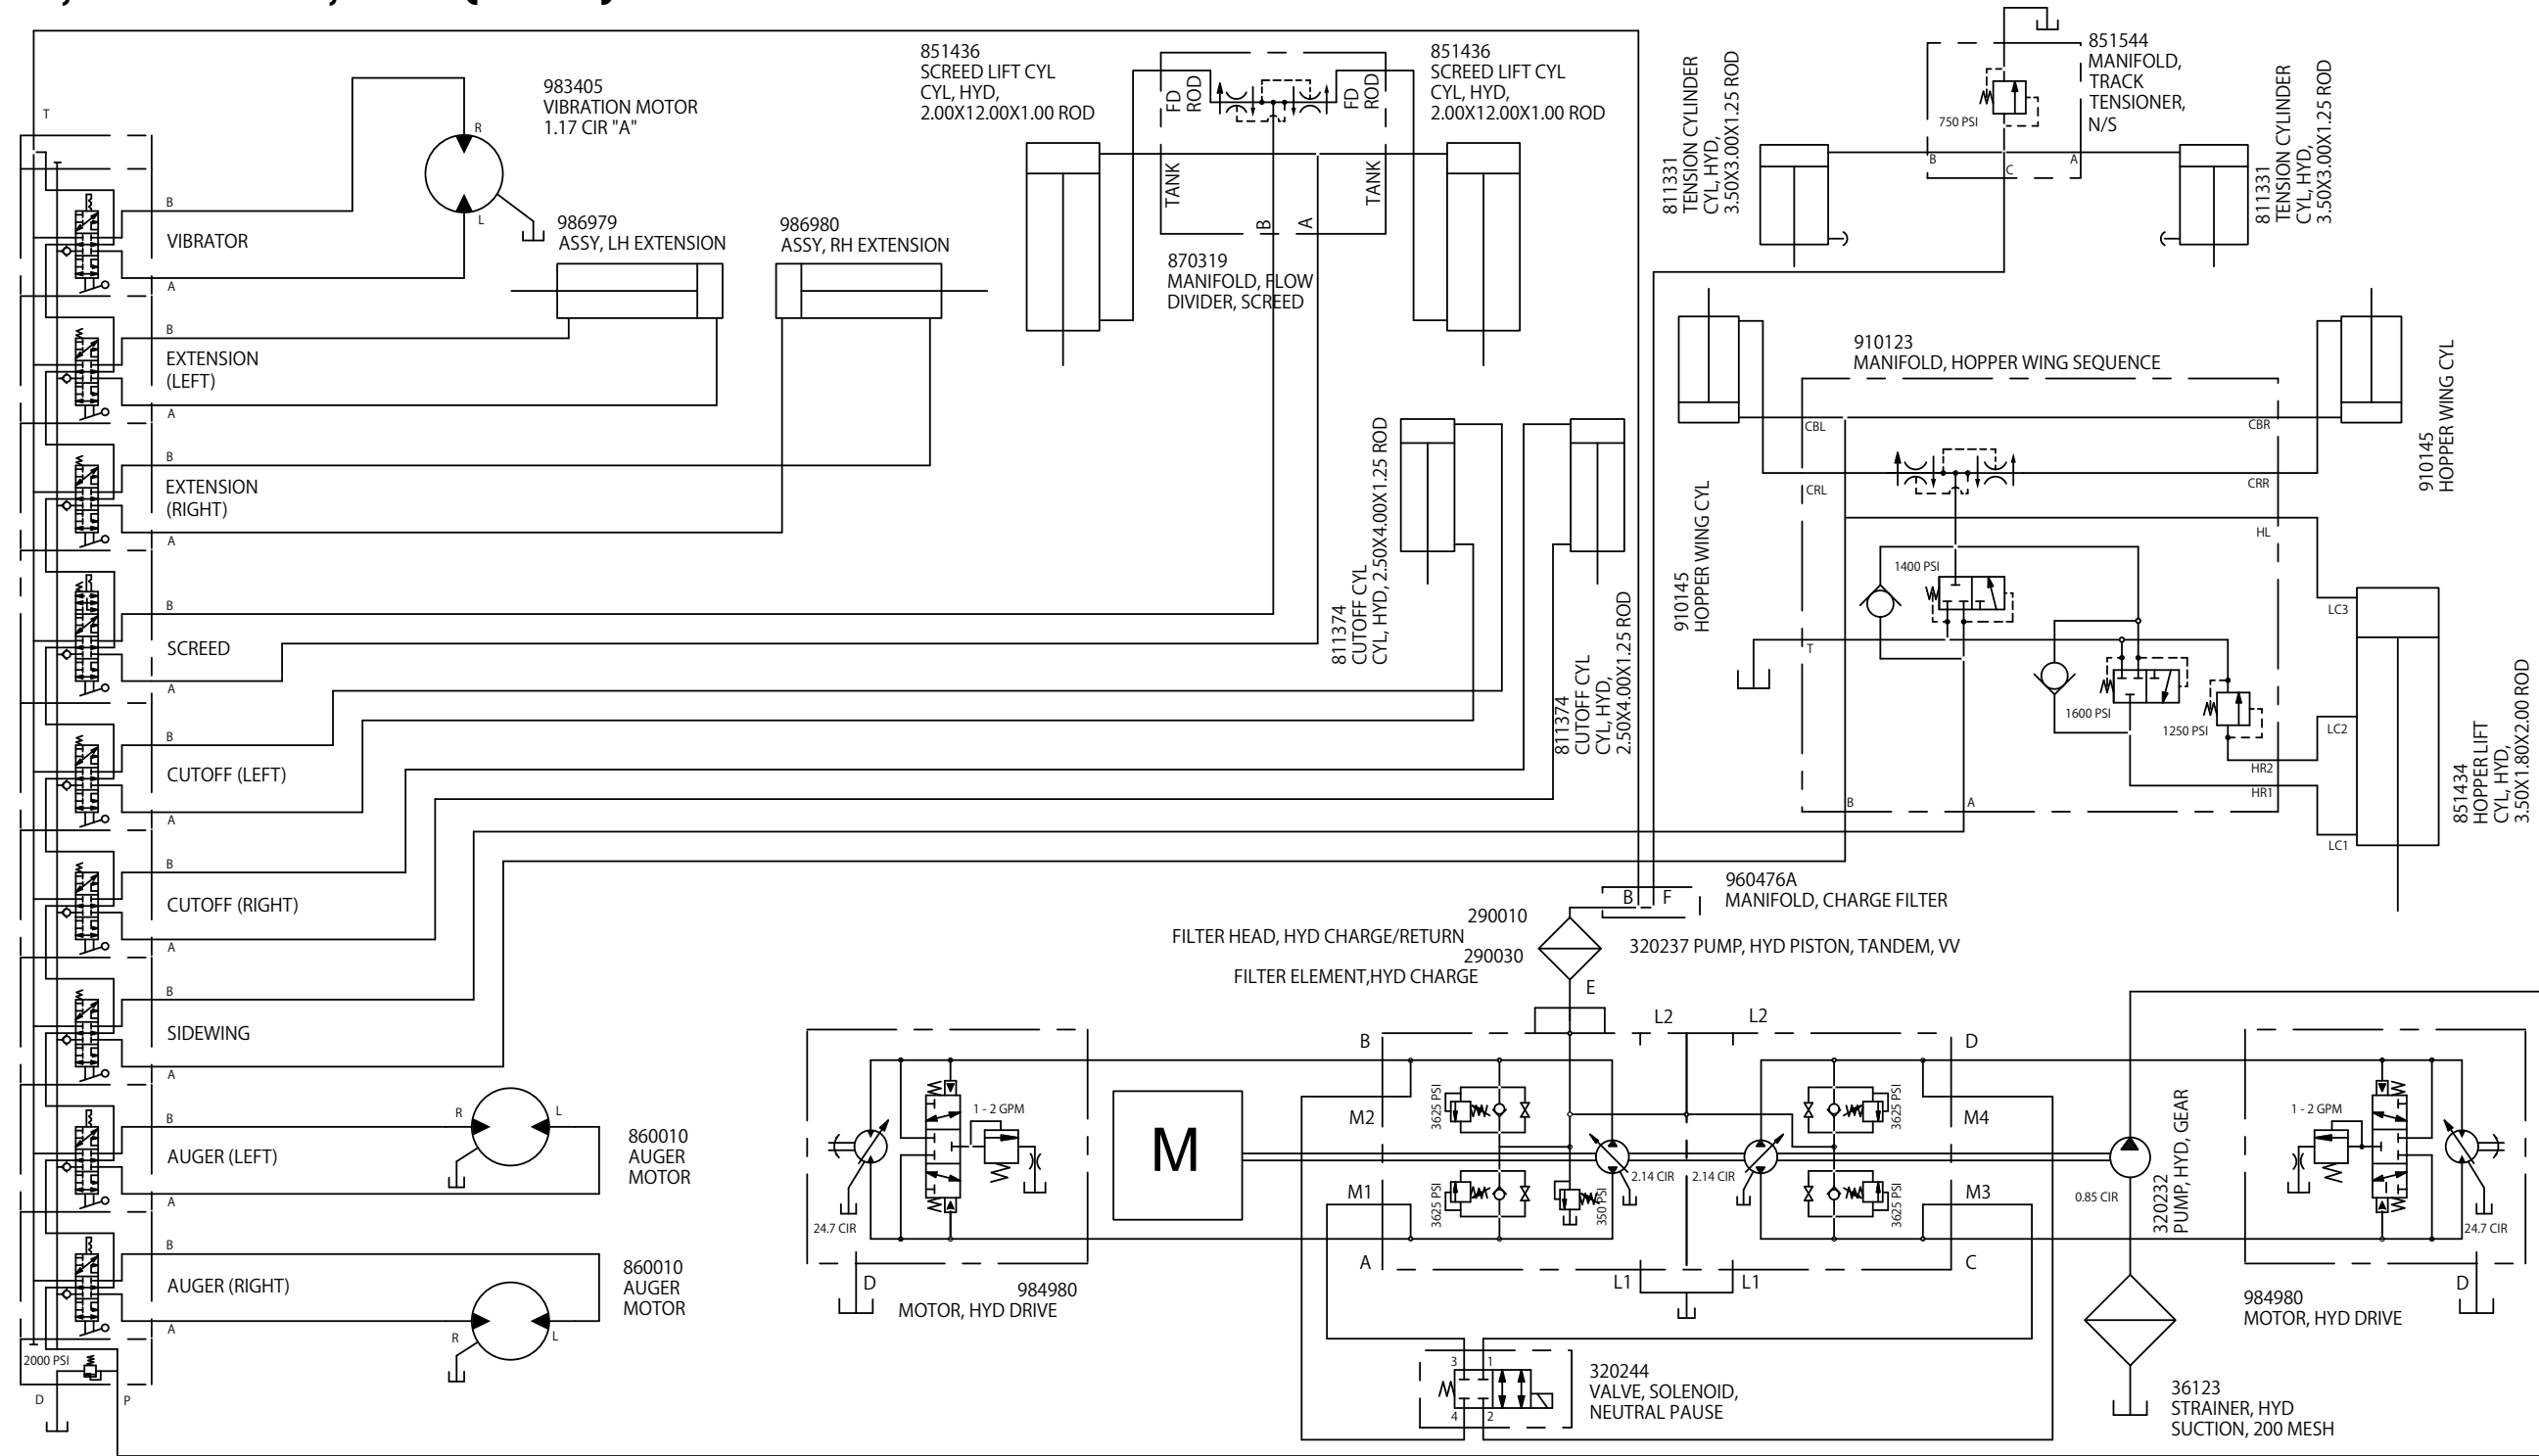 851436
SCREED LIFT CYL
CYL, HYD,
2.00X12.00X1.00 ROD
851436
SCREED LIFT CYL
CYL, HYD,
2.00X12.00X1.00 ROD
FD
ROD
FD
ROD
TANK
TANK
B
A
870319
MANIFOLD, FLOW
DIVIDER, SCREED
983405
VIBRATION MOTOR
1.17 CIR "A"
R
L
986979
ASSY, LH EXTENSION
986980
ASSY, RH EXTENSION
811331
TENSION CYLINDER
CYL, HYD,
3.50X3.00X1.25 ROD
851544
MANIFOLD,
TRACK
TENSIONER,
N/S
750 PSI
B
C
A
811331
TENSION CYLINDER
CYL, HYD,
3.50X3.00X1.25 ROD
T
B
VIBRATOR
A
B
EXTENSION
(LEFT)
A
B
EXTENSION
(RIGHT)
A
B
SCREED
A
B
CUTOFF (LEFT)
A
B
CUTOFF (RIGHT)
A
B
SIDEWING
A
B
AUGER (LEFT)
A
B
AUGER (RIGHT)
A
2000 PSI
D
P
R
L
860010
AUGER
MOTOR
R
L
860010
AUGER
MOTOR
811374
CUTOFF CYL
CYL, HYD, 2.50X4.00X1.25 ROD
811374
CUTOFF CYL
CYL, HYD,
2.50X4.00X1.25 ROD
910123
MANIFOLD, HOPPER WING SEQUENCE
910145
HOPPER WING CYL
910145
HOPPER WING CYL
CBL
CBR
CRL
CRR
HL
1400 PSI
T
1600 PSI
1250 PSI
HR2
HR1
B
A
LC3
LC2
LC1
851434
HOPPER LIFT
CYL, HYD,
3.50X1.80X2.00 ROD
B
F
960476A
MANIFOLD, CHARGE FILTER
290010
FILTER HEAD, HYD CHARGE/RETURN
290030
FILTER ELEMENT,HYD CHARGE
320237 PUMP, HYD PISTON, TANDEM, VV
E
L2
L2
B
D
M2
M4
M1
M3
A
C
L1
L1
3625 PSI
3625 PSI
3625 PSI
3625 PSI
350 PSI
2.14 CIR
2.14 CIR
M
1 - 2 GPM
24.7 CIR
D
984980
MOTOR, HYD DRIVE
0.85 CIR
320232
PUMP, HYD, GEAR
1 - 2 GPM
24.7 CIR
D
984980
MOTOR, HYD DRIVE
3
1
4
2
320244
VALVE, SOLENOID,
NEUTRAL PAUSE
36123
STRAINER, HYD
SUCTION, 200 MESH